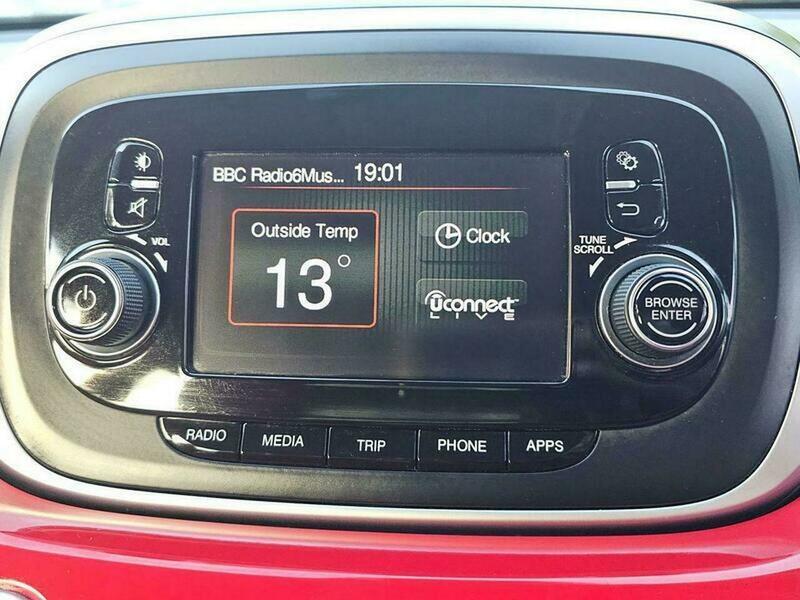 BBC Radio6Mus... 19:01
VOL
Outside Temp
13°
Clock
uconnect
LIVE
TUNE
SCROLL
BROWSE
ENTER
RADIO
MEDIA
TRIP
PHONE
APPS